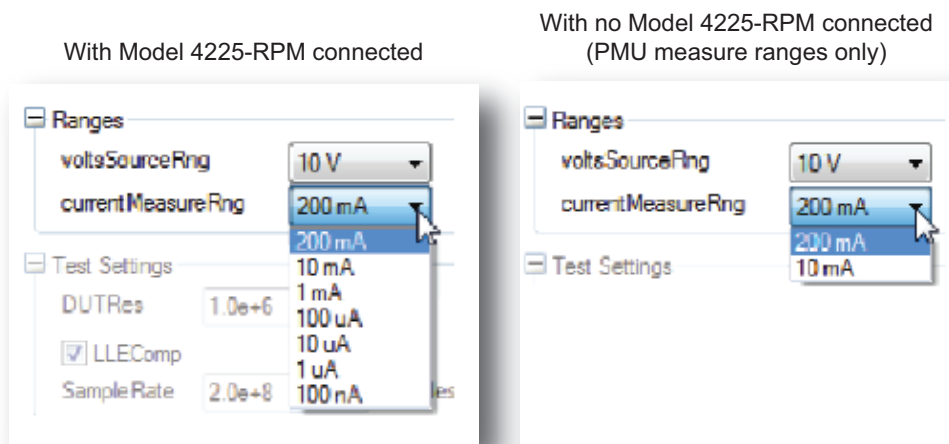 With Model 4225-RPM connected
Ranges
voltsSourceRng 10 V
currentMeasureRng 200 mA
200 mA
10 mA
1 mA
100 uA
10 uA
1 uA
100 nA
Test Settings
DUTRes 1.0e+6
LLEComp
SampleRate 2.0e+8
With no Model 4225-RPM connected
(PMU measure ranges only)
Ranges
voltsSourceRng 10 V
currentMeasureRng 200 mA
200 mA
10 mA
Test Settings